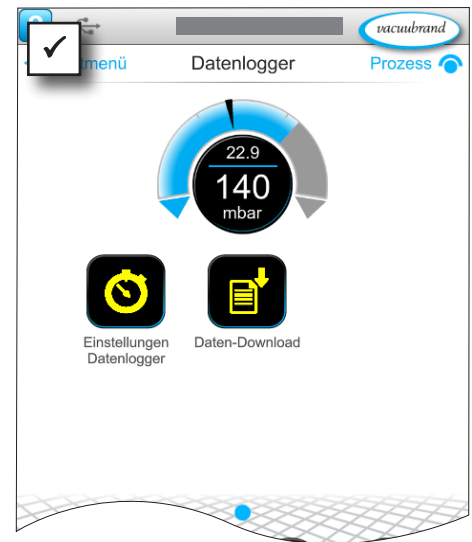 vacuubrand
menü
Datenlogger
Prozess
22.9
140
mbar
Einstellungen
Datenlogger
Daten-Download